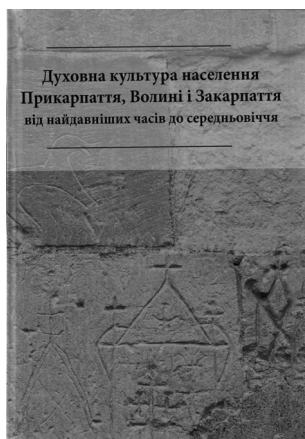 Духовна культура населення
Прикарпаття, Волині і Закарпаття
від найдавніших часів до середньовіччя